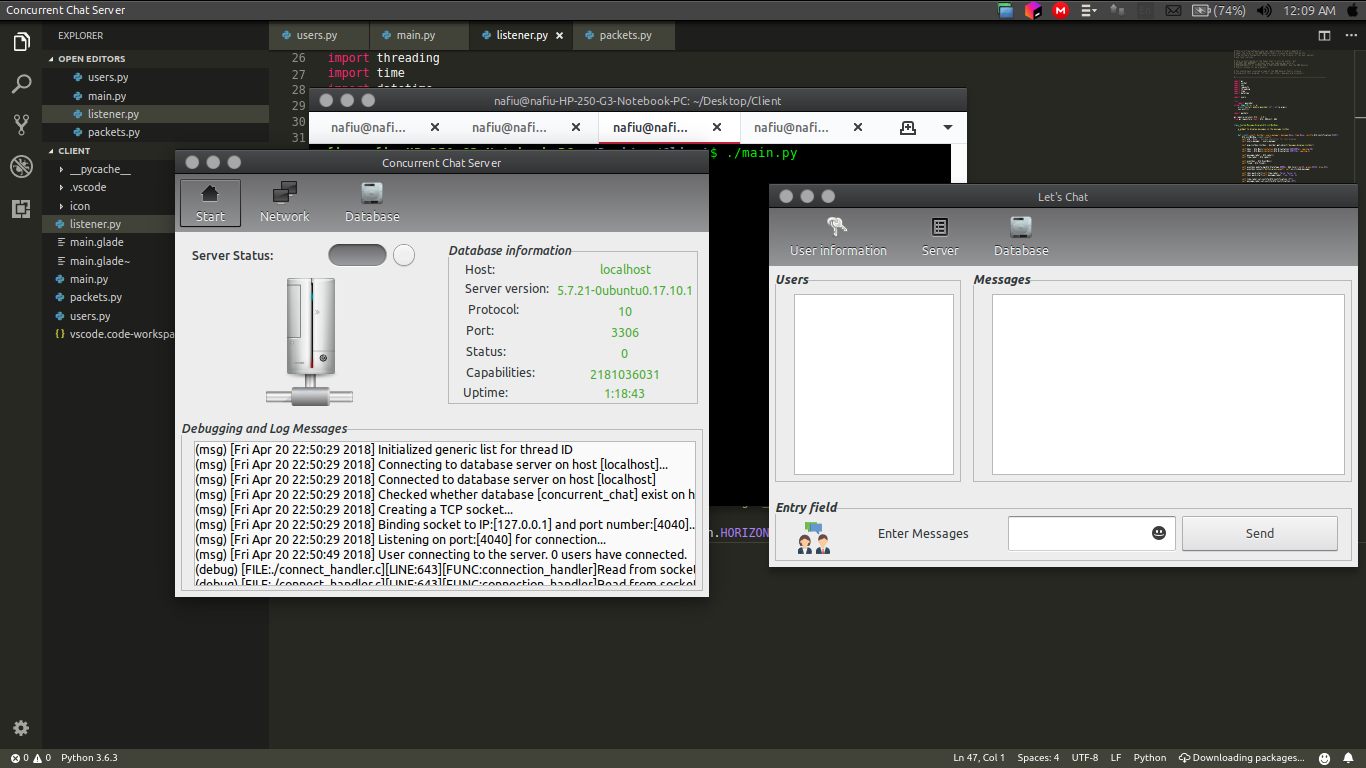 Concurrent Chat Server
(74%)
12:09 AM
EXPLORER
OPEN EDITORS
users.py
main.py
listener.py
packets.py
CLIENT
__pycache__
.vscode
icon
listener.py
main.glade
main.glade~
main.py
packets.py
users.py
vscode.code-workspa
users.py
main.py
listener.py
packets.py
26 import threading
27 import time
28
29
30
31
nafiu@nafiu-HP-250-G3-Notebook-PC: ~/Desktop/Client
nafiu@nafi...
nafiu@nafi...
nafiu@nafi...
nafiu@nafi...
$ ./main.py
Concurrent Chat Server
Start
Network
Database
Server Status:
Database information
Host: localhost
Server version: 5.7.21-0ubuntu0.17.10.1
Protocol: 10
Port: 3306
Status: 0
Capabilities: 2181036031
Uptime: 1:18:43
Debugging and Log Messages
(msg) [Fri Apr 20 22:50:29 2018] Initialized generic list for thread ID
(msg) [Fri Apr 20 22:50:29 2018] Connecting to database server on host [localhost]...
(msg) [Fri Apr 20 22:50:29 2018] Connected to database server on host [localhost]
(msg) [Fri Apr 20 22:50:29 2018] Checked whether database [concurrent_chat] exist on h
(msg) [Fri Apr 20 22:50:29 2018] Creating a TCP socket...
(msg) [Fri Apr 20 22:50:29 2018] Binding socket to IP:[127.0.0.1] and port number:[4040]..
(msg) [Fri Apr 20 22:50:29 2018] Listening on port:[4040] for connection...
(msg) [Fri Apr 20 22:50:49 2018] User connecting to the server. 0 users have connected.
(debug) [FILE:./connect_handler.c][LINE:643][FUNC:connection_handler]Read from socket
(debug) [FILE:./connect_handler.c][LINE:643][FUNC:connection_handler]Read from socket
n.HORIZON
Let's Chat
User information
Server
Database
Users
Messages
Entry field
Enter Messages
Send
0
0
Python 3.6.3
Ln 47, Col 1
Spaces: 4
UTF-8
LF
Python
Downloading packages...